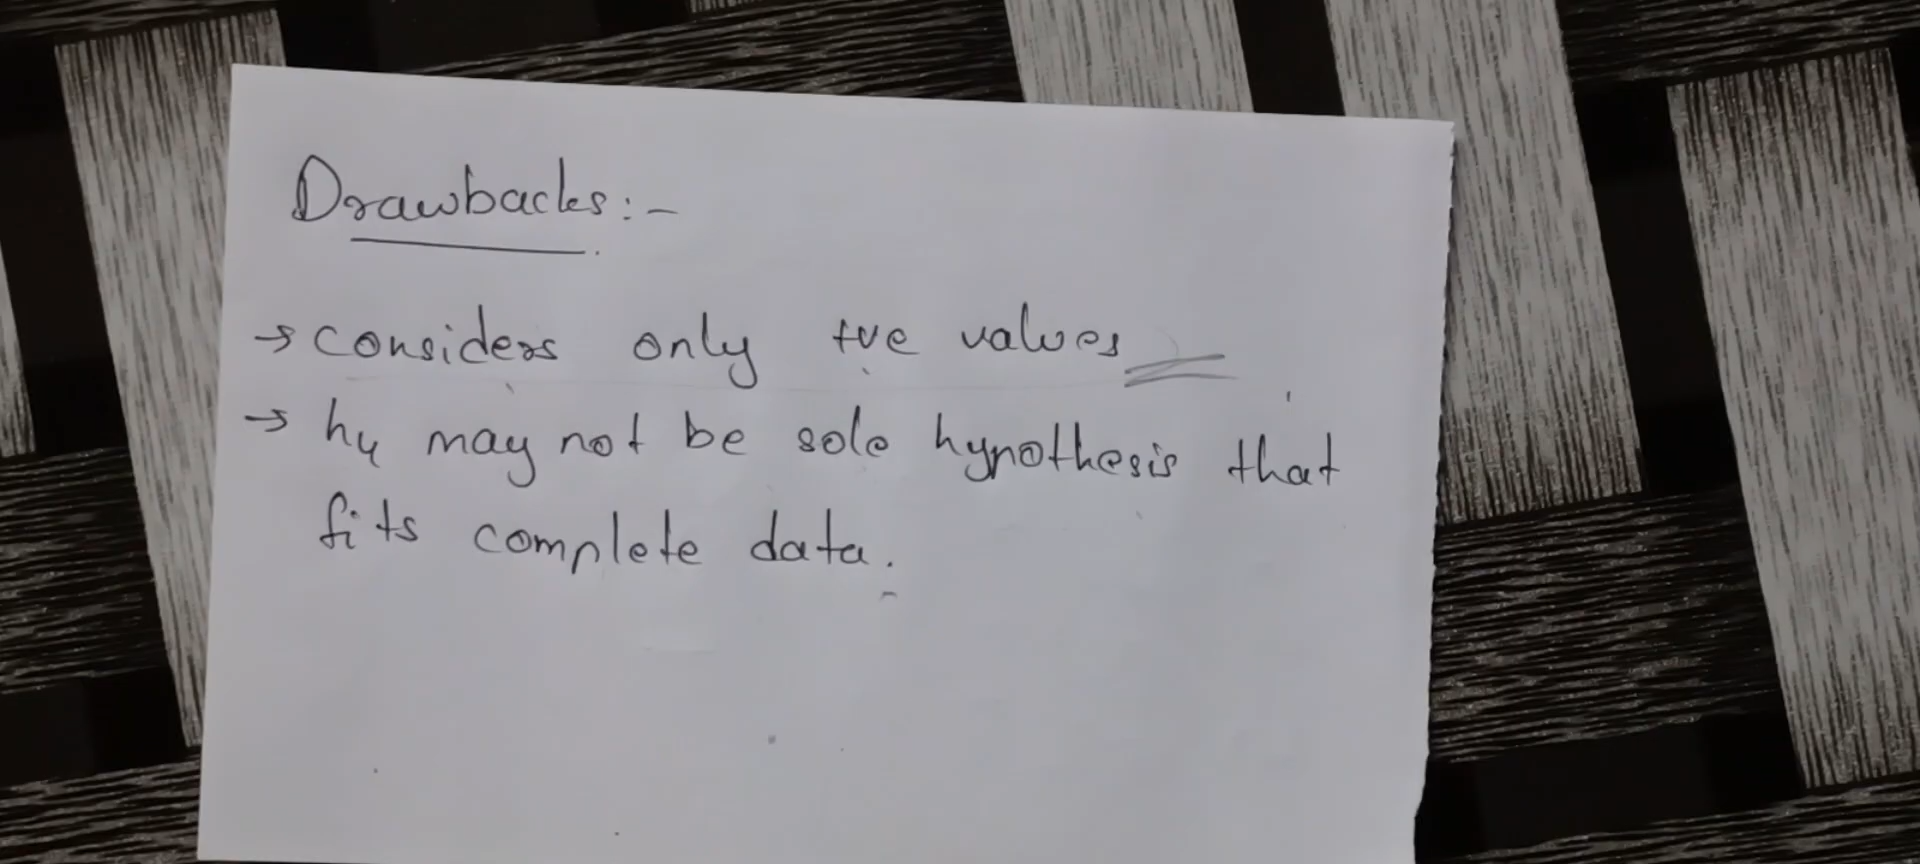 Drawbacks:-
→ considers only +ve values
→ h4 may not be sole hypothesis that
fits complete data.